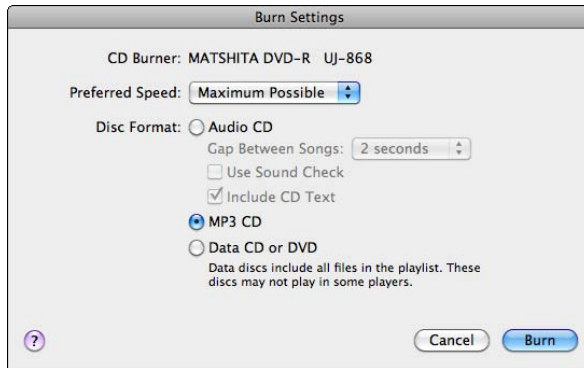 Burn Settings
CD Burner: MATSHITA DVD-R UJ-868
Preferred Speed: Maximum Possible
Disc Format: Audio CD
Gap Between Songs: 2 seconds
Use Sound Check
Include CD Text
MP3 CD
Data CD or DVD
Data discs include all files in the playlist. These
discs may not play in some players.
? Cancel Burn